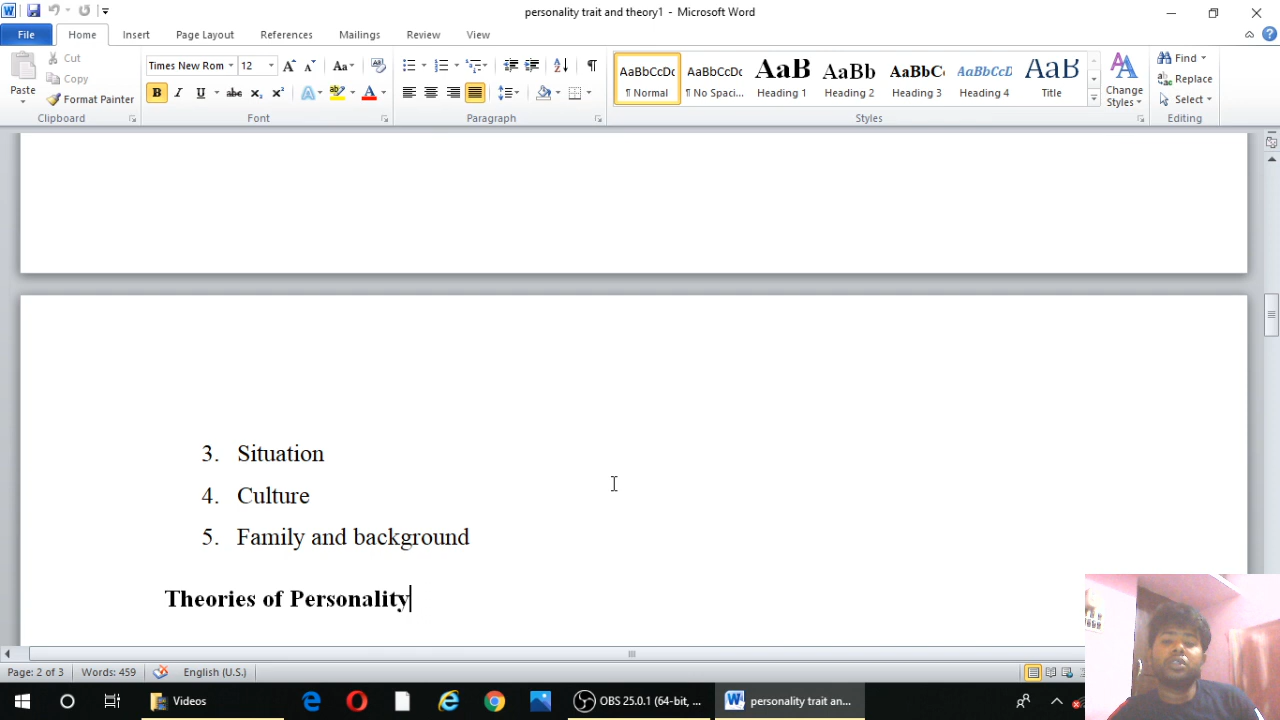 personality trait and theory1 - Microsoft Word
File Home Insert Page Layout References Mailings Review View
Paste
Cut
Copy
Format Painter
Clipboard
Times New Rom 12
Font
Paragraph
AaBbCcDc AaBbCcDc AaB AaBb AaBbCc AaBbCcD AaB
¶ Normal ¶ No Spaci... Heading 1 Heading 2 Heading 3 Heading 4 Title
Styles
Change
Styles
Find
Replace
Select
Editing
3. Situation
4. Culture
5. Family and background
Theories of Personality
Page: 2 of 3 Words: 459 English (U.S.)
Videos
OBS 25.0.1 (64-bit, ...
personality trait an...